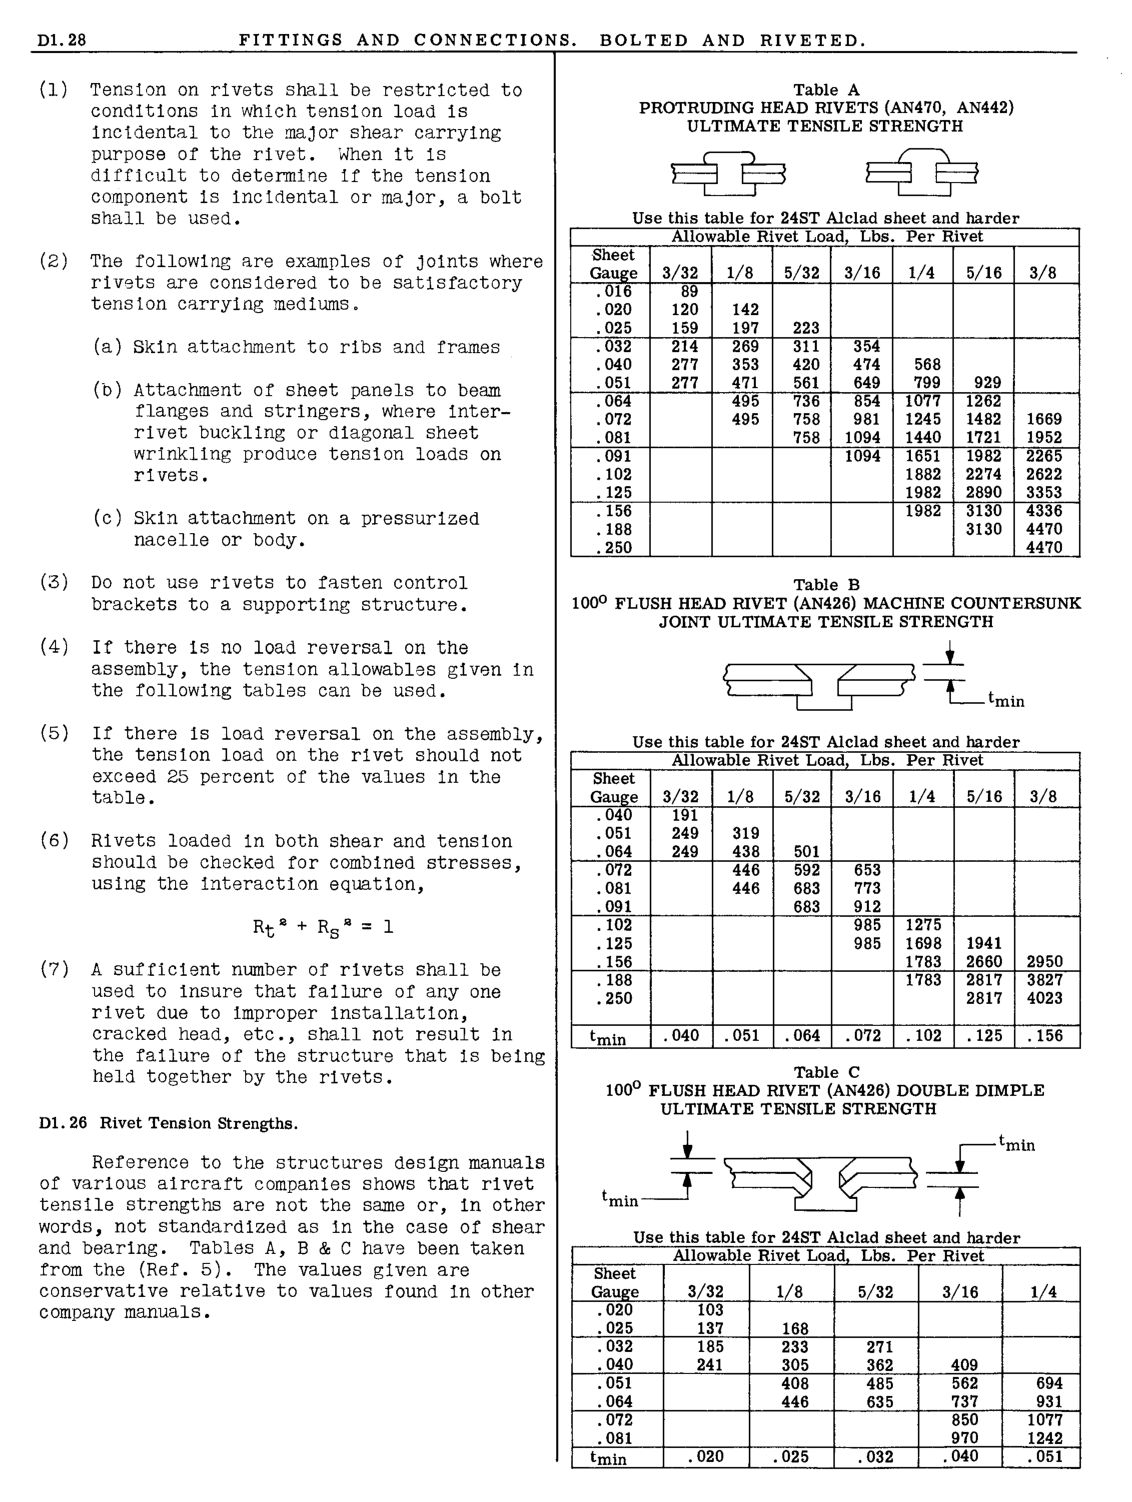 D1.28 FITTINGS AND CONNECTIONS. BOLTED AND RIVETED.
(1) Tension on rivets shall be restricted to
conditions in which tension load is
incidental to the major shear carrying
purpose of the rivet. When it is
difficult to determine if the tension
component is incidental or major, a bolt
shall be used.
(2) The following are examples of joints where
rivets are considered to be satisfactory
tension carrying mediums.
(a) Skin attachment to ribs and frames
(b) Attachment of sheet panels to beam
flanges and stringers, where inter-
rivet buckling or diagonal sheet
wrinkling produce tension loads on
rivets.
(c) Skin attachment on a pressurized
nacelle or body.
(3) Do not use rivets to fasten control
brackets to a supporting structure.
(4) If there is no load reversal on the
assembly, the tension allowables given in
the following tables can be used.
(5) If there is load reversal on the assembly,
the tension load on the rivet should not
exceed 25 percent of the values in the
table.
(6) Rivets loaded in both shear and tension
should be checked for combined stresses,
using the interaction equation,
Rt² + Rs² = 1
(7) A sufficient number of rivets shall be
used to insure that failure of any one
rivet due to improper installation,
cracked head, etc., shall not result in
the failure of the structure that is being
held together by the rivets.
D1.26 Rivet Tension Strengths.
Reference to the structures design manuals
of various aircraft companies shows that rivet
tensile strengths are not the same or, in other
words, not standardized as in the case of shear
and bearing. Tables A, B & C have been taken
from the (Ref. 5). The values given are
conservative relative to values found in other
company manuals.
Table A
PROTRUDING HEAD RIVETS (AN470, AN442)
ULTIMATE TENSILE STRENGTH
Use this table for 24ST Alclad sheet and harder
Allowable Rivet Load, Lbs. Per Rivet
Sheet
Gauge 3/32 1/8 5/32 3/16 1/4 5/16 3/8
.016 89
.020 120 142
.025 159 197 223
.032 214 269 311 354
.040 277 353 420 474 568
.051 277 471 561 649 799 929
.064 495 736 854 1077 1262
.072 495 758 981 1245 1482 1669
.081 758 1094 1440 1721 1952
.091 1094 1651 1982 2265
.102 1882 2274 2622
.125 1982 2890 3353
.156 1982 3130 4336
.188 3130 4470
.250 4470
Table B
100° FLUSH HEAD RIVET (AN426) MACHINE COUNTERSUNK
JOINT ULTIMATE TENSILE STRENGTH
tmin
Use this table for 24ST Alclad sheet and harder
Allowable Rivet Load, Lbs. Per Rivet
Sheet
Gauge 3/32 1/8 5/32 3/16 1/4 5/16 3/8
.040 191
.051 249 319
.064 249 438 501
.072 446 592 653
.081 446 683 773
.091 683 912
.102 985 1275
.125 985 1698 1941
.156 1783 2660 2950
.188 1783 2817 3827
.250 2817 4023
tmin .040 .051 .064 .072 .102 .125 .156
Table C
100° FLUSH HEAD RIVET (AN426) DOUBLE DIMPLE
ULTIMATE TENSILE STRENGTH
tmin
tmin
Use this table for 24ST Alclad sheet and harder
Allowable Rivet Load, Lbs. Per Rivet
Sheet
Gauge 3/32 1/8 5/32 3/16 1/4
.020 103
.025 137 168
.032 185 233 271
.040 241 305 362 409
.051 408 485 562 694
.064 446 635 737 931
.072 850 1077
.081 970 1242
tmin .020 .025 .032 .040 .051